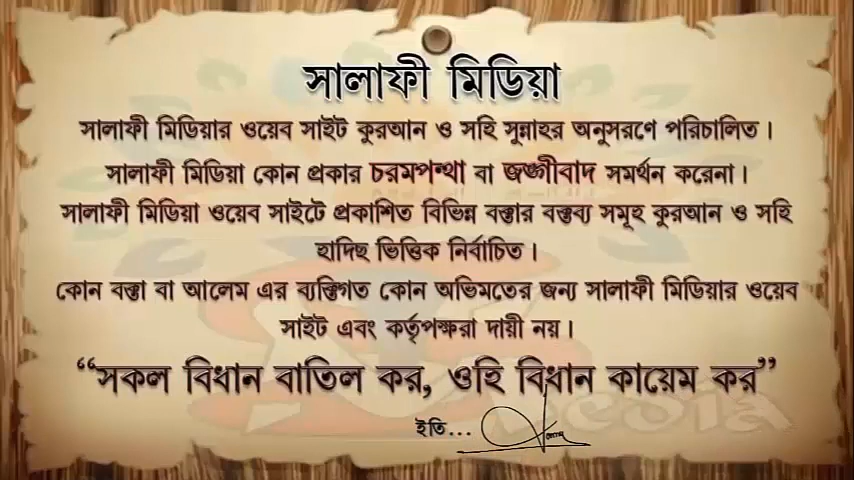 সালাফী মিডিয়া
সালাফী মিডিয়ার ওয়েব সাইট কুরআন ও সহি সুন্নাহর অনুসরণে পরিচালিত।
সালাফী মিডিয়া কোন প্রকার চরমপন্থা বা জঙ্গীবাদ সমর্থন করেনা।
সালাফী মিডিয়া ওয়েব সাইটে প্রকাশিত বিভিন্ন বক্তার বক্তব্য সমূহ কুরআন ও সহি
হাদিছ ভিত্তিক নির্বাচিত।
কোন বক্তা বা আলেম এর ব্যক্তিগত কোন অভিমতের জন্য সালাফী মিডিয়ার ওয়েব
সাইট এবং কর্তৃপক্ষরা দায়ী নয়।
“সকল বিধান বাতিল কর, ওহি বিধান কায়েম কর”
ইতি...